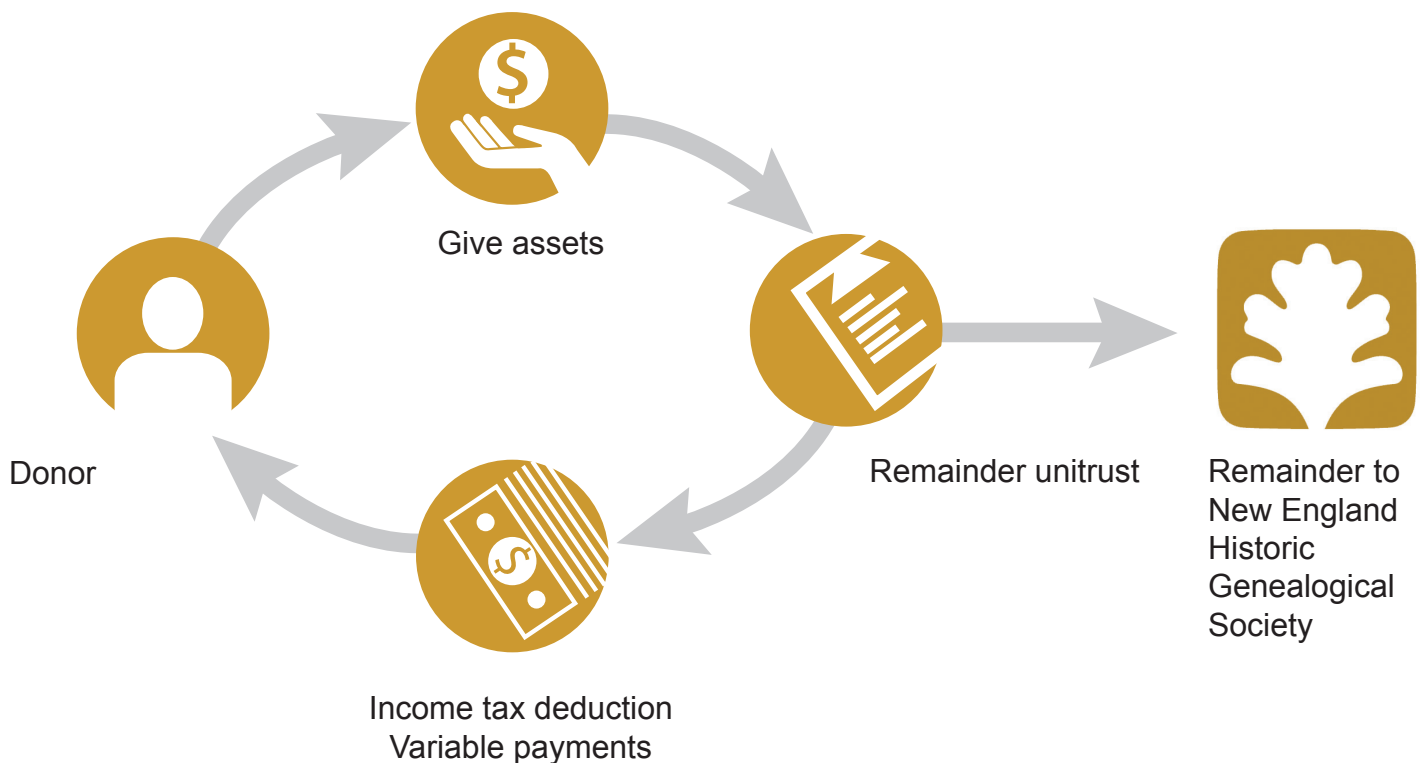 Give assets
Donor
Remainder unitrust
Remainder to
New England
Historic
Genealogical
Society
Income tax deduction
Variable payments